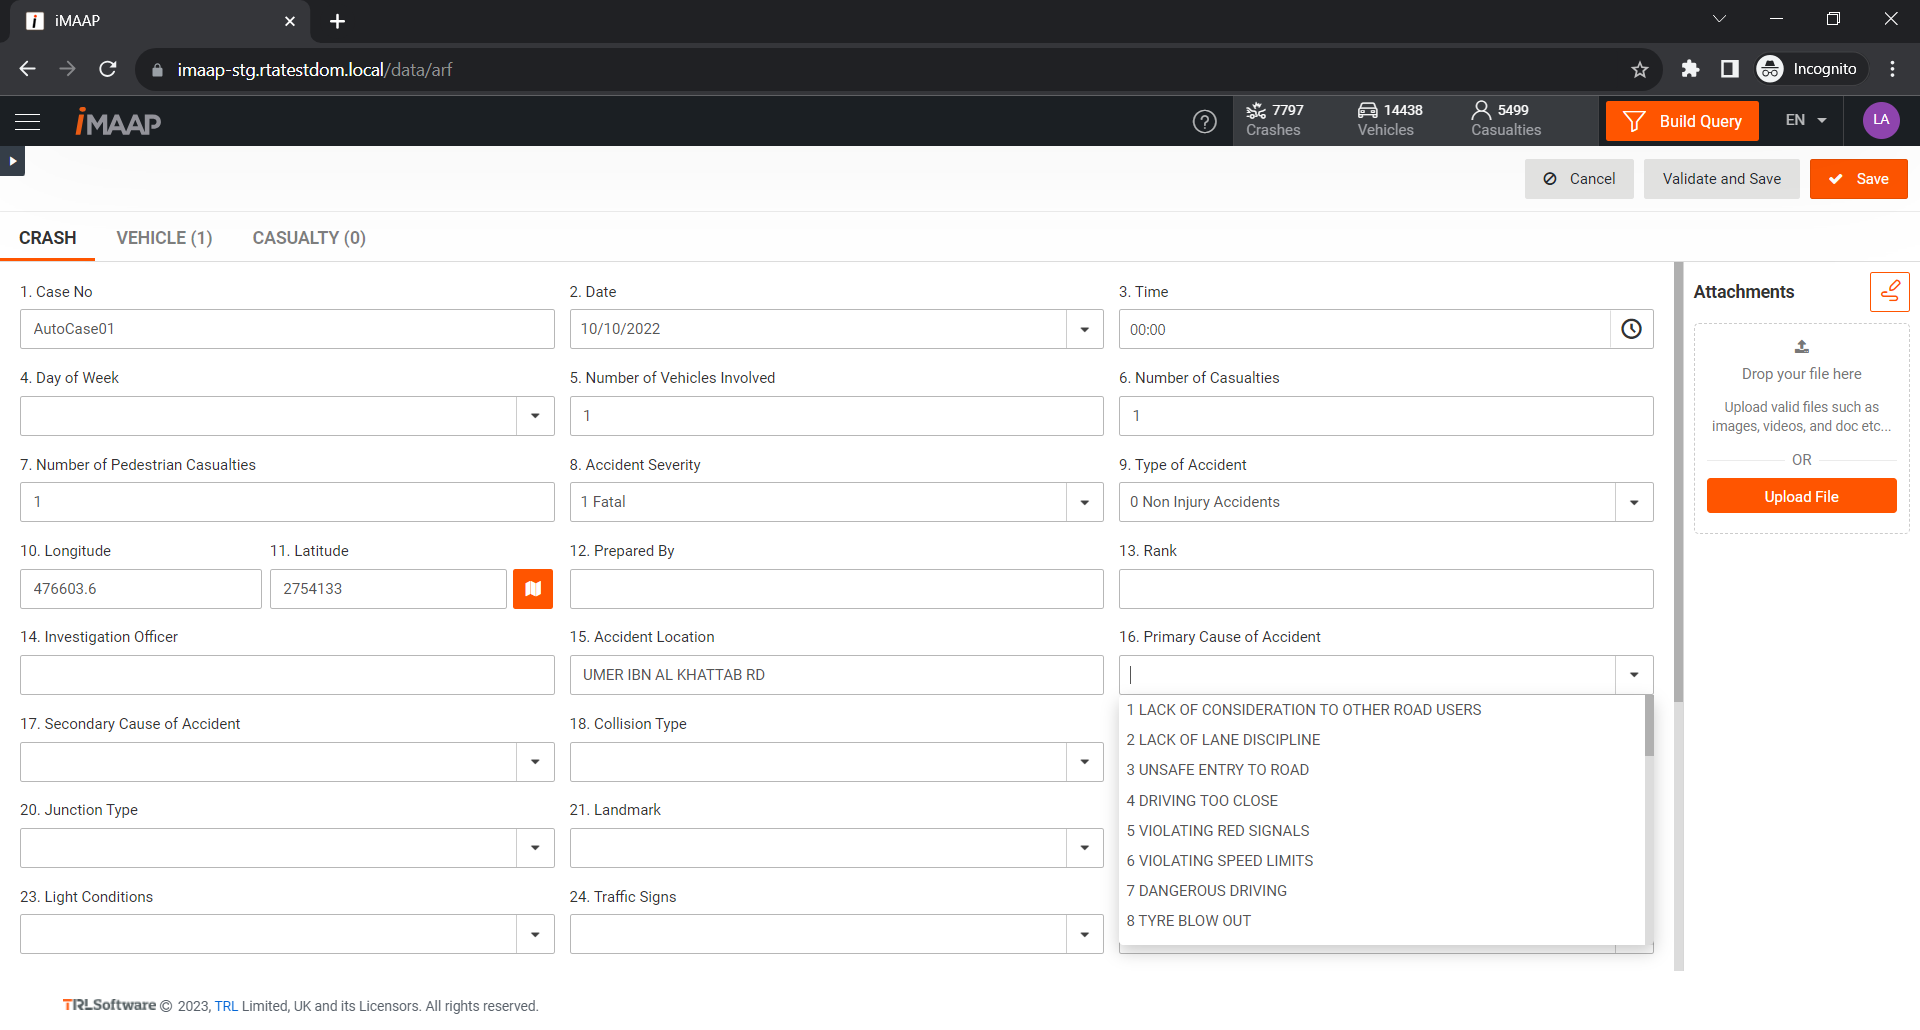 iMAAP
imaap-stg.rtatestdom.local/data/arf
Incognito
iMAAP
7797
Crashes
14438
Vehicles
5499
Casualties
Build Query
EN
LA
Cancel
Validate and Save
Save
CRASH
VEHICLE (1)
CASUALTY (0)
1. Case No
2. Date
3. Time
AutoCase01
10/10/2022
00:00
4. Day of Week
5. Number of Vehicles Involved
6. Number of Casualties
1
1
7. Number of Pedestrian Casualties
8. Accident Severity
9. Type of Accident
1
1 Fatal
0 Non Injury Accidents
10. Longitude
11. Latitude
12. Prepared By
13. Rank
476603.6
2754133
14. Investigation Officer
15. Accident Location
16. Primary Cause of Accident
UMER IBN AL KHATTAB RD
17. Secondary Cause of Accident
18. Collision Type
1 LACK OF CONSIDERATION TO OTHER ROAD USERS
2 LACK OF LANE DISCIPLINE
3 UNSAFE ENTRY TO ROAD
4 DRIVING TOO CLOSE
5 VIOLATING RED SIGNALS
6 VIOLATING SPEED LIMITS
7 DANGEROUS DRIVING
8 TYRE BLOW OUT
20. Junction Type
21. Landmark
23. Light Conditions
24. Traffic Signs
Attachments
Drop your file here
Upload valid files such as
images, videos, and doc etc...
OR
Upload File
TRLSoftware © 2023, TRL Limited, UK and its Licensors. All rights reserved.